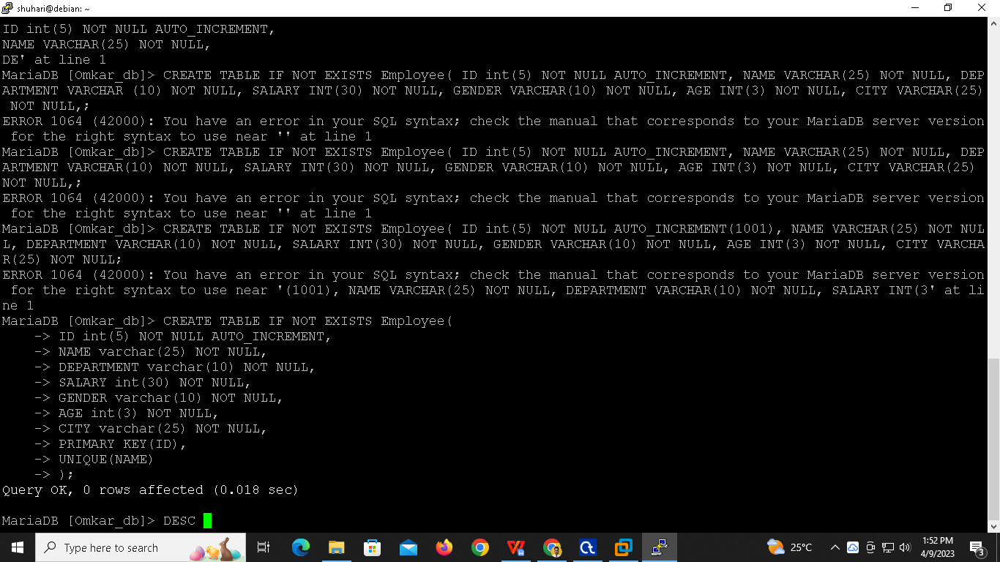 shuhari@debian: ~
ID int(5) NOT NULL AUTO_INCREMENT,
NAME VARCHAR(25) NOT NULL,
DE' at line 1
MariaDB [Omkar_db]> CREATE TABLE IF NOT EXISTS Employee( ID int(5) NOT NULL AUTO_INCREMENT, NAME VARCHAR(25) NOT NULL, DEP
ARTMENT VARCHAR (10) NOT NULL, SALARY INT(30) NOT NULL, GENDER VARCHAR(10) NOT NULL, AGE INT(3) NOT NULL, CITY VARCHAR(25)
 NOT NULL,;
ERROR 1064 (42000): You have an error in your SQL syntax; check the manual that corresponds to your MariaDB server version
 for the right syntax to use near '' at line 1
MariaDB [Omkar_db]> CREATE TABLE IF NOT EXISTS Employee( ID int(5) NOT NULL AUTO_INCREMENT, NAME VARCHAR(25) NOT NULL, DEP
ARTMENT VARCHAR(10) NOT NULL, SALARY INT(30) NOT NULL, GENDER VARCHAR(10) NOT NULL, AGE INT(3) NOT NULL, CITY VARCHAR(25)
NOT NULL,;
ERROR 1064 (42000): You have an error in your SQL syntax; check the manual that corresponds to your MariaDB server version
 for the right syntax to use near '' at line 1
MariaDB [Omkar_db]> CREATE TABLE IF NOT EXISTS Employee( ID int(5) NOT NULL AUTO_INCREMENT(1001), NAME VARCHAR(25) NOT NUL
L, DEPARTMENT VARCHAR(10) NOT NULL, SALARY INT(30) NOT NULL, GENDER VARCHAR(10) NOT NULL, AGE INT(3) NOT NULL, CITY VARCHA
R(25) NOT NULL;
ERROR 1064 (42000): You have an error in your SQL syntax; check the manual that corresponds to your MariaDB server version
 for the right syntax to use near '(1001), NAME VARCHAR(25) NOT NULL, DEPARTMENT VARCHAR(10) NOT NULL, SALARY INT(3' at li
ne 1
MariaDB [Omkar_db]> CREATE TABLE IF NOT EXISTS Employee(
    -> ID int(5) NOT NULL AUTO_INCREMENT,
    -> NAME varchar(25) NOT NULL,
    -> DEPARTMENT varchar(10) NOT NULL,
    -> SALARY int(30) NOT NULL,
    -> GENDER varchar(10) NOT NULL,
    -> AGE int(3) NOT NULL,
    -> CITY varchar(25) NOT NULL,
    -> PRIMARY KEY(ID),
    -> UNIQUE(NAME)
    -> );
Query OK, 0 rows affected (0.018 sec)
MariaDB [Omkar_db]> DESC
Type here to search
25°C
1:52 PM
4/9/2023
3